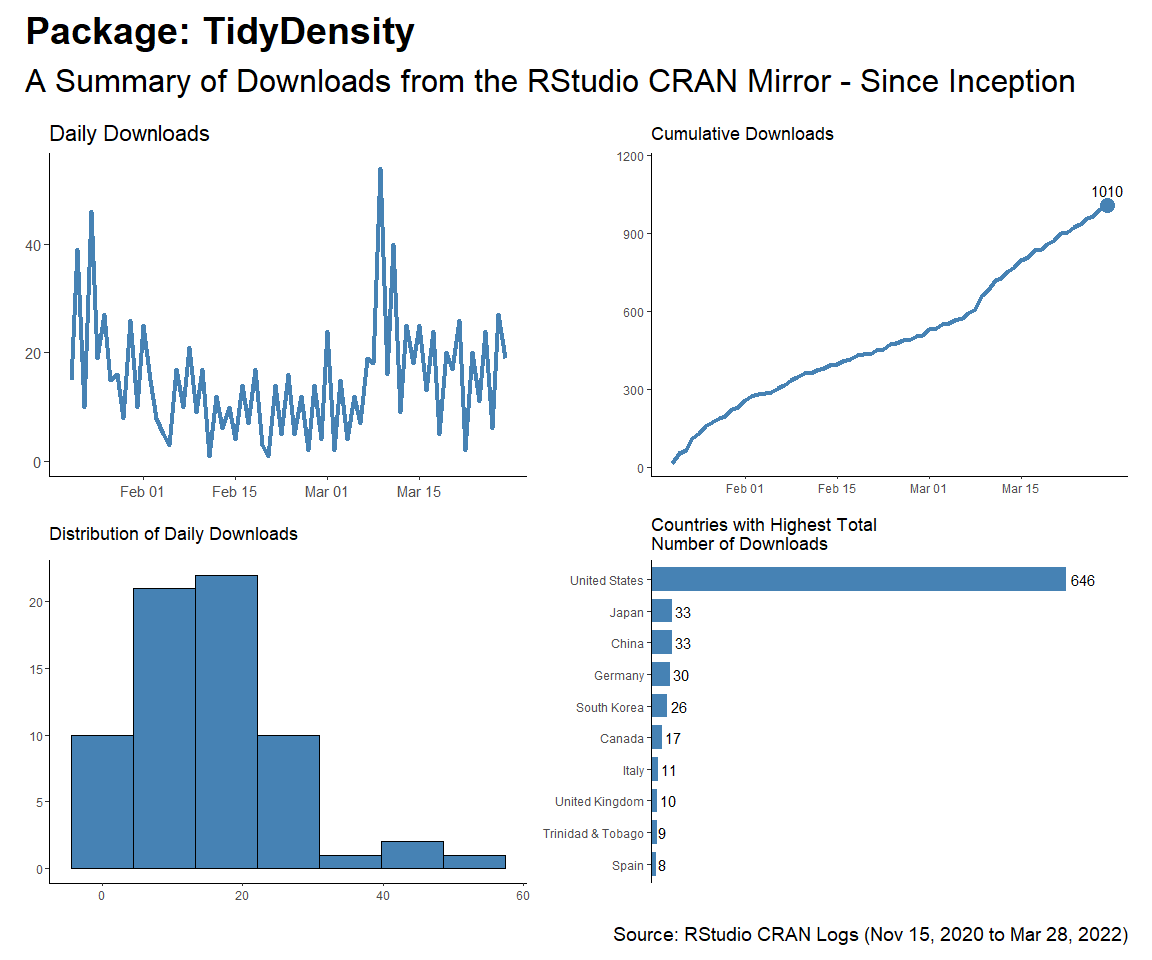 Package: TidyDensity
A Summary of Downloads from the RStudio CRAN Mirror - Since Inception
Daily Downloads
40
20
0
Feb 01 Feb 15 Mar 01 Mar 15
Cumulative Downloads
1200
900
600
300
0
1010
Feb 01 Feb 15 Mar 01 Mar 15
Distribution of Daily Downloads
20
15
10
5
0
0 20 40 60
Countries with Highest Total
Number of Downloads
United States 646
Japan 33
China 33
Germany 30
South Korea 26
Canada 17
Italy 11
United Kingdom 10
Trinidad & Tobago 9
Spain 8
Source: RStudio CRAN Logs (Nov 15, 2020 to Mar 28, 2022)